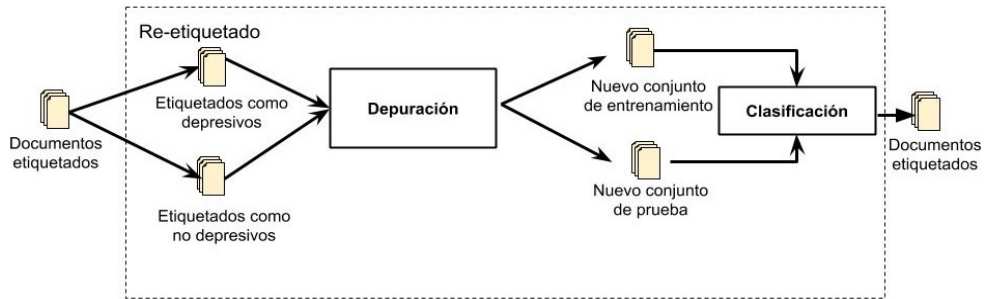 Re-etiquetado
Documentos
etiquetados
Etiquetados como
depresivos
Etiquetados como
no depresivos
Depuración
Nuevo conjunto
de entrenamiento
Nuevo conjunto
de prueba
Clasificación
Documentos
etiquetados